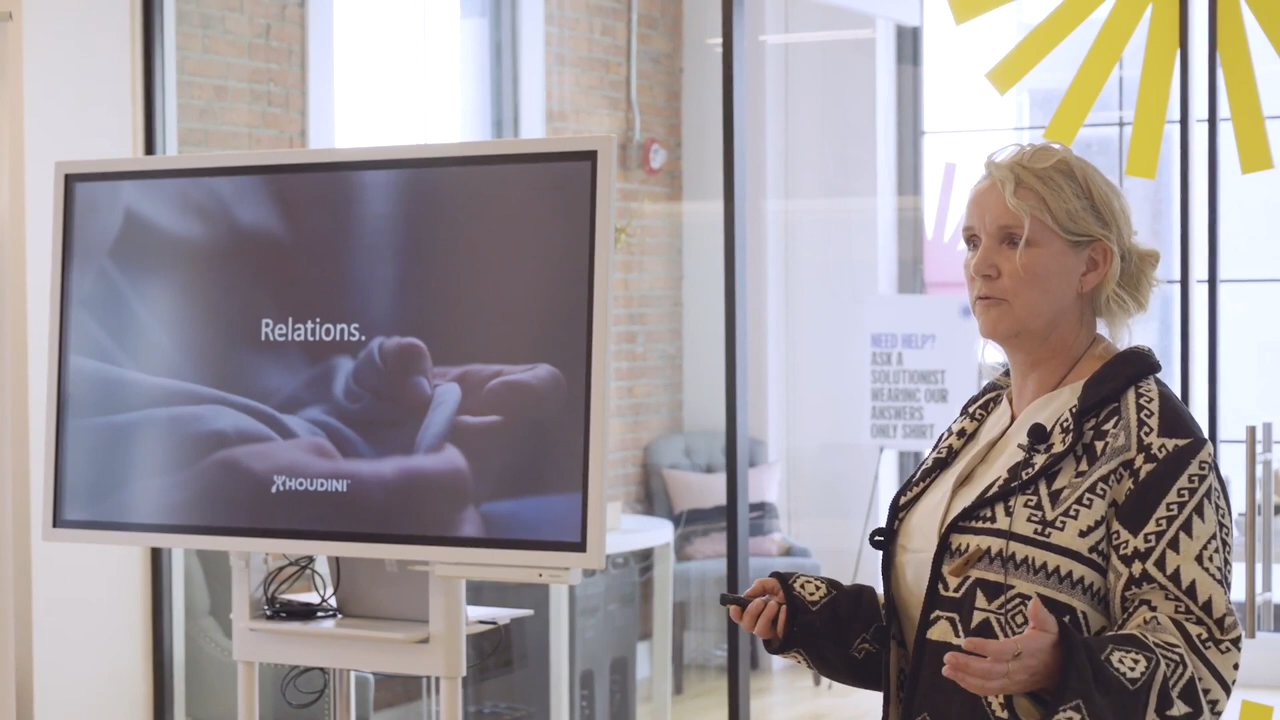 Relations.
HOUDINI
NEED HELP?
ASK A
SOLUTIONIST
WEARING OUR
ANSWERS
ONLY SHIRT